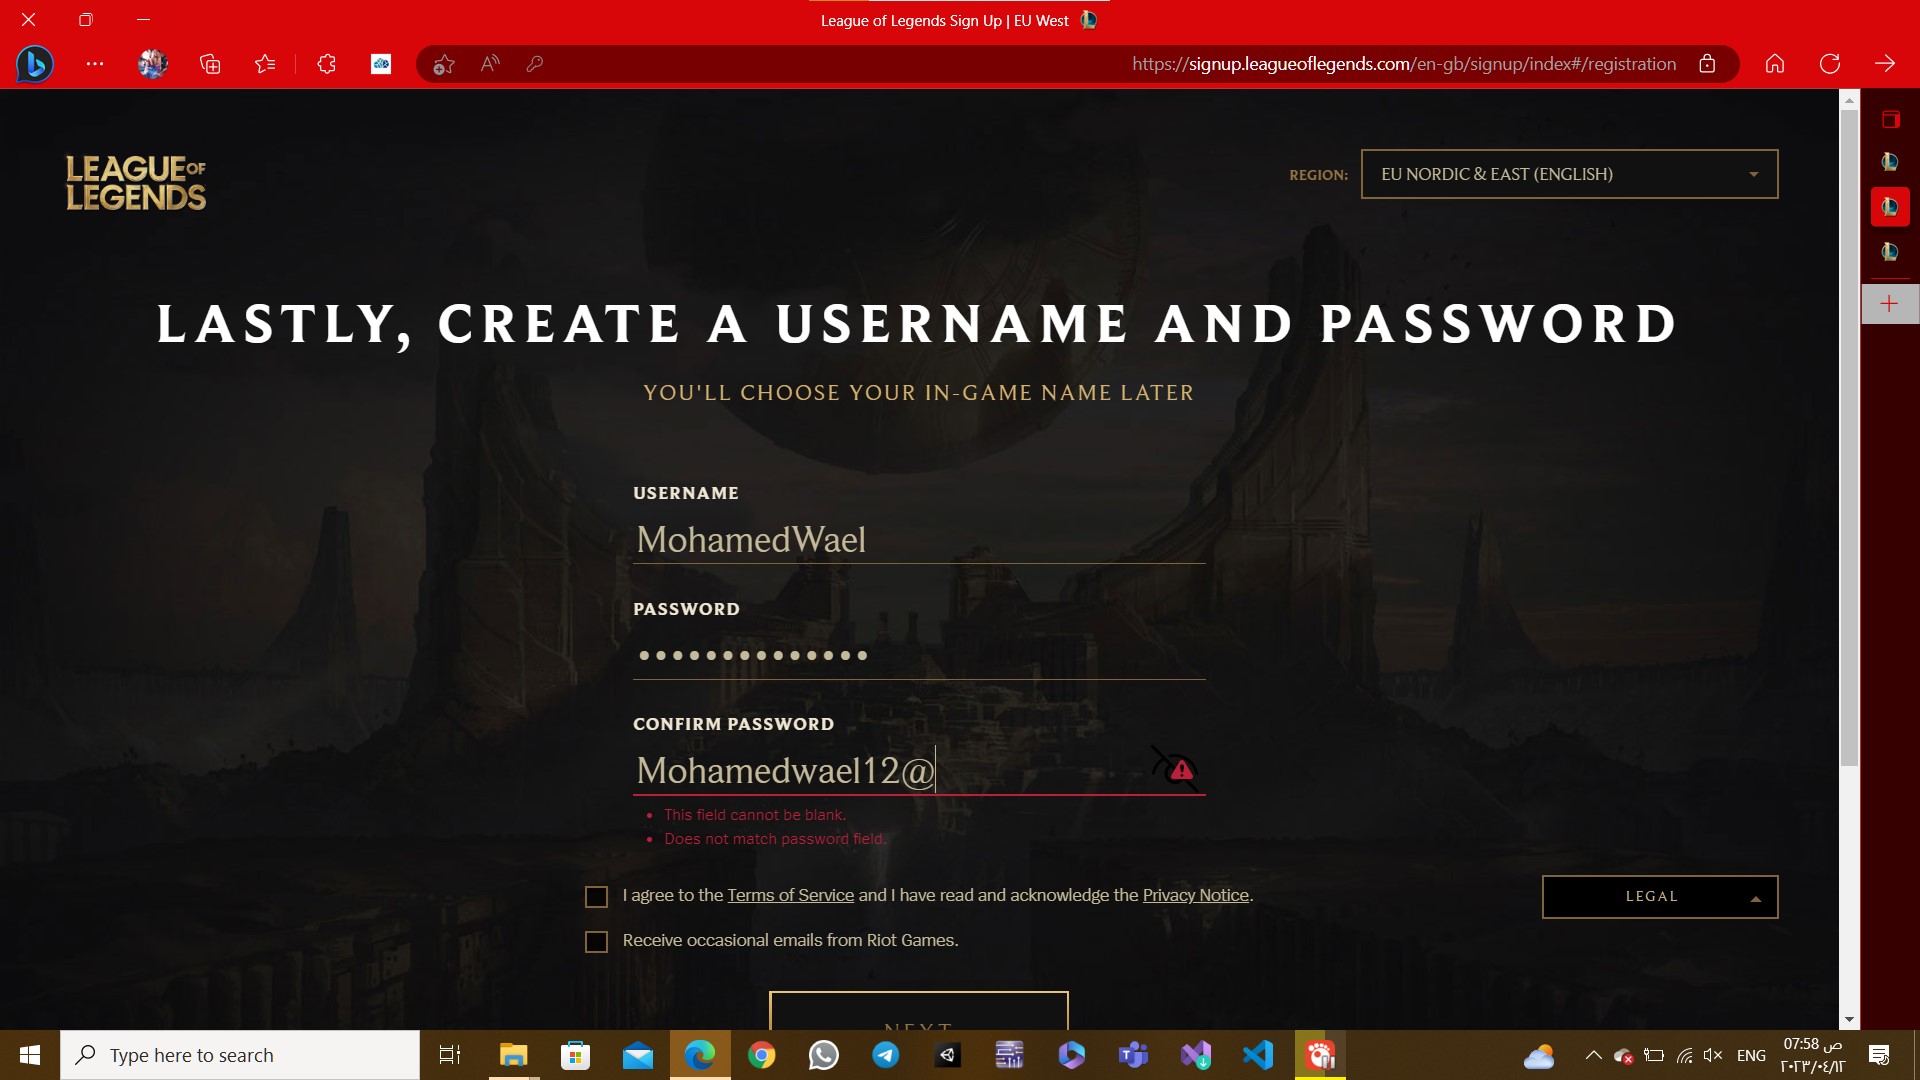 League of Legends Sign Up | EU West
https://signup.leagueoflegends.com/en-gb/signup/index#/registration
LEAGUE OF
LEGENDS
REGION:
EU NORDIC & EAST (ENGLISH)
LASTLY, CREATE A USERNAME AND PASSWORD
YOU'LL CHOOSE YOUR IN-GAME NAME LATER
USERNAME
MohamedWael
PASSWORD
CONFIRM PASSWORD
Mohamedwael12@
This field cannot be blank.
Does not match password field.
I agree to the Terms of Service and I have read and acknowledge the Privacy Notice.
LEGAL
Receive occasional emails from Riot Games.
NEXT
Type here to search
ENG
07:58 ص
٢٠٢٣/٠٤/١٢